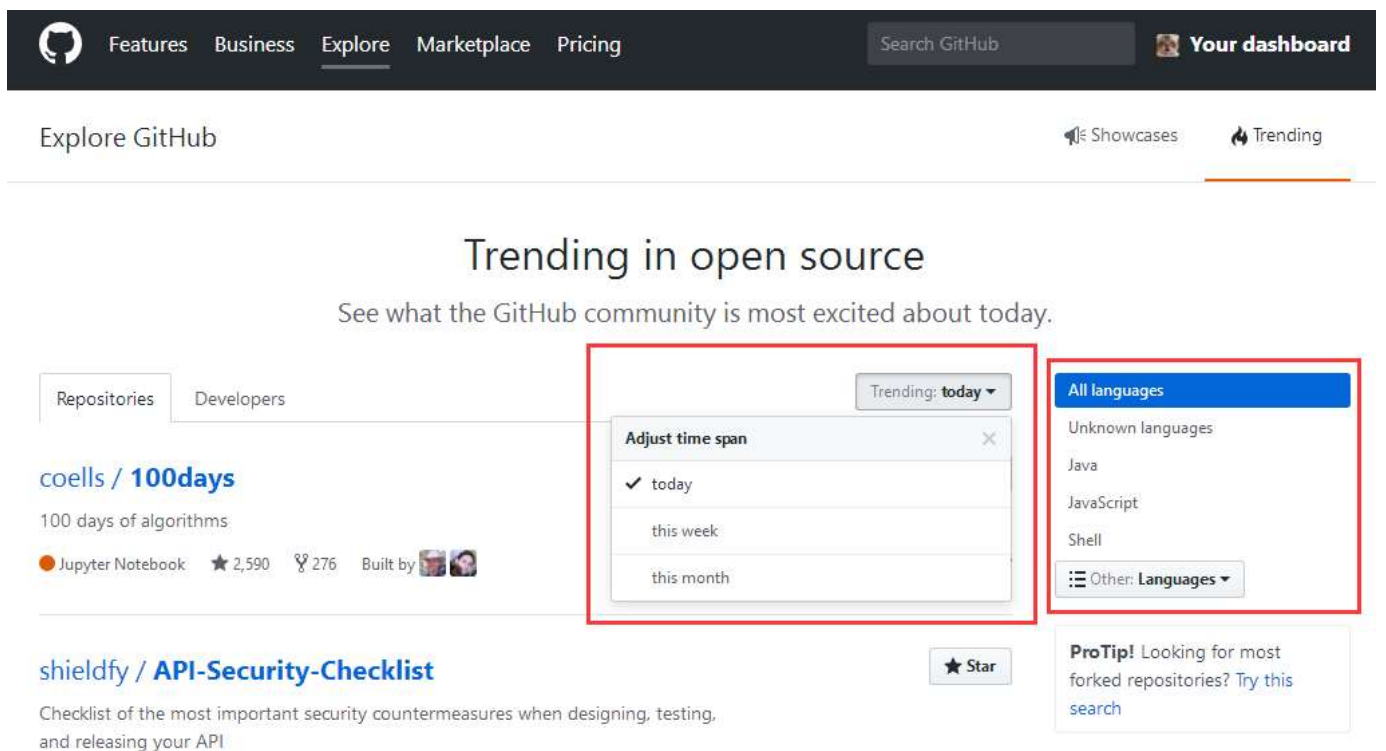 Features Business Explore Marketplace Pricing Search GitHub Your dashboard
Explore GitHub Showcases Trending
Trending in open source
See what the GitHub community is most excited about today.
Repositories Developers Trending: today
Adjust time span
today
this week
this month
All languages
Unknown languages
Java
JavaScript
Shell
Other: Languages
coells / 100days
100 days of algorithms
Jupyter Notebook 2,590 276 Built by
shieldfy / API-Security-Checklist Star
Checklist of the most important security countermeasures when designing, testing,
and releasing your API
ProTip! Looking for most
forked repositories? Try this
search